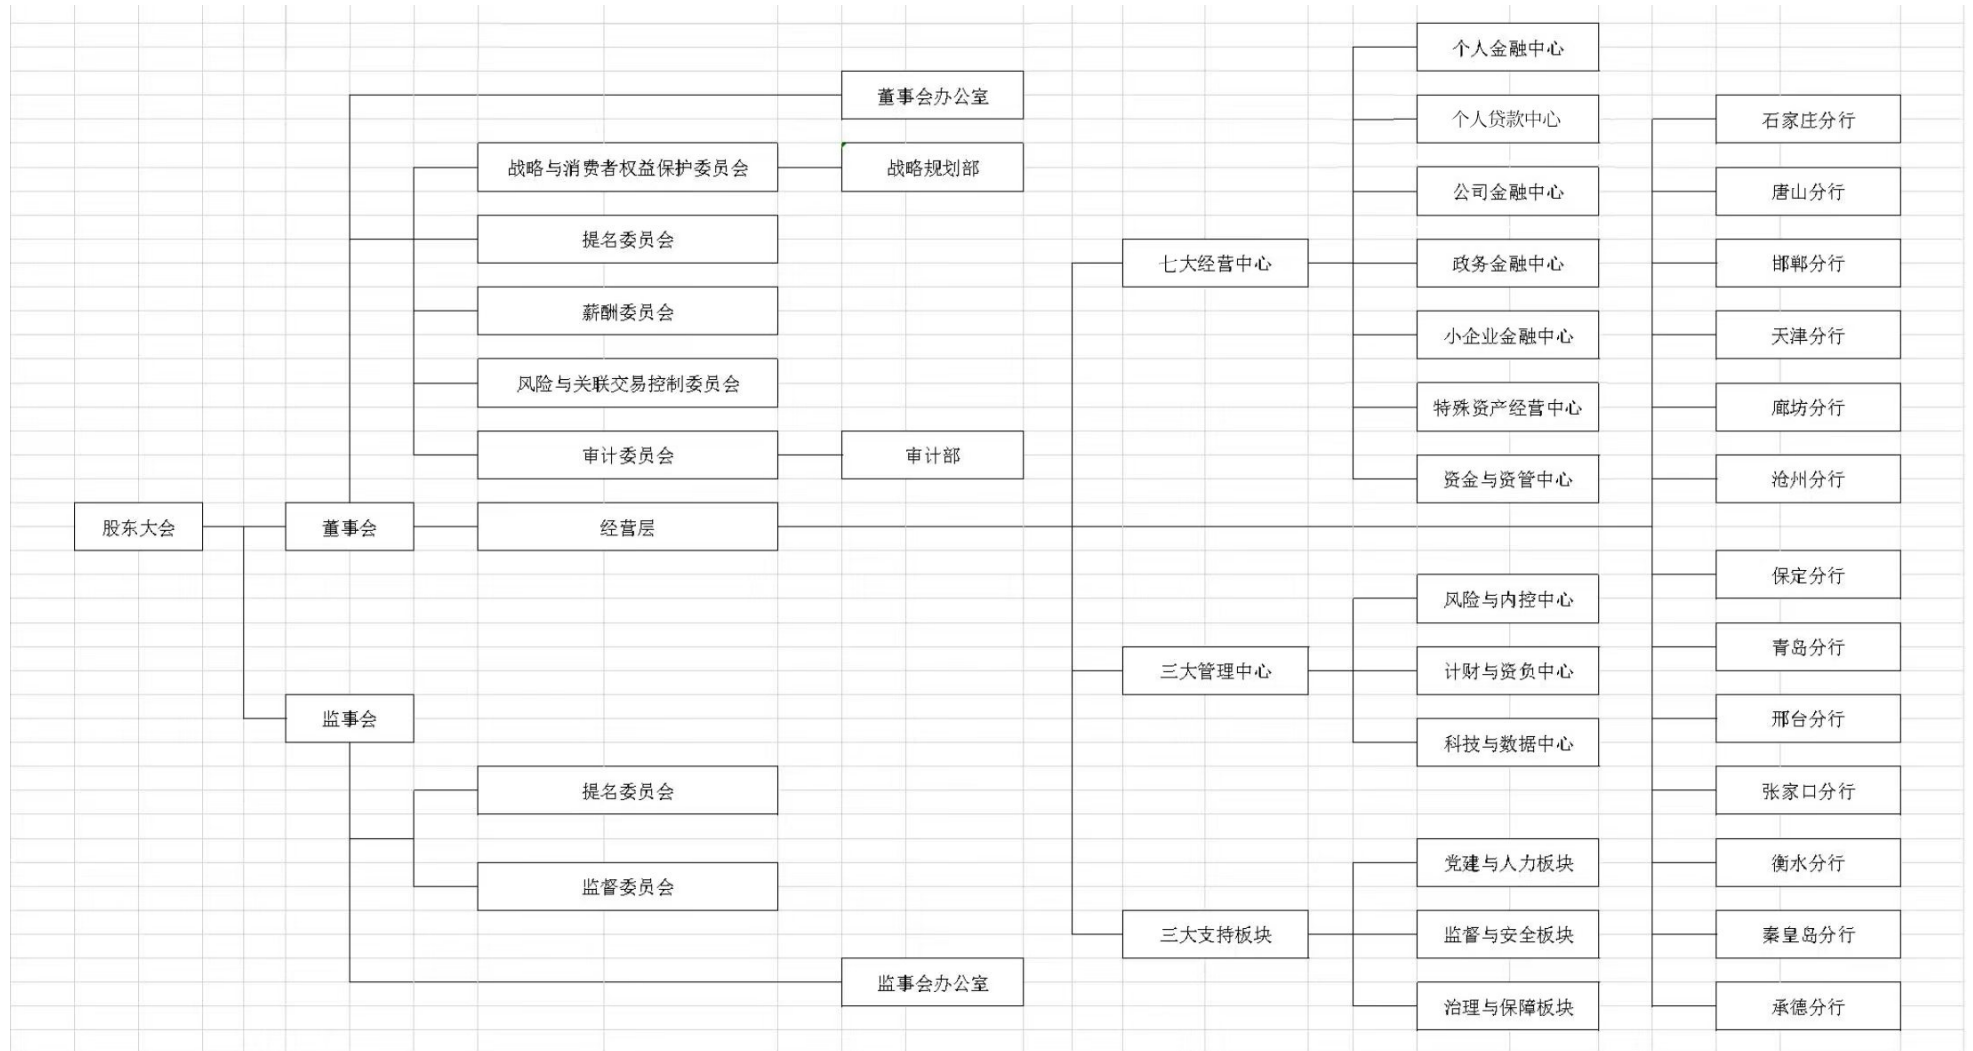 个人金融中心
董事会办公室
个人贷款中心
石家庄分行
战略与消费者权益保护委员会
战略规划部
公司金融中心
唐山分行
提名委员会
七大经营中心
政务金融中心
邯郸分行
薪酬委员会
小企业金融中心
天津分行
风险与关联交易控制委员会
特殊资产经营中心
廊坊分行
审计委员会
审计部
资金与资管中心
沧州分行
股东大会
董事会
经营层
保定分行
风险与内控中心
青岛分行
三大管理中心
计财与资负中心
监事会
邢台分行
科技与数据中心
提名委员会
张家口分行
党建与人力板块
衡水分行
监督委员会
三大支持板块
监督与安全板块
秦皇岛分行
监事会办公室
治理与保障板块
承德分行